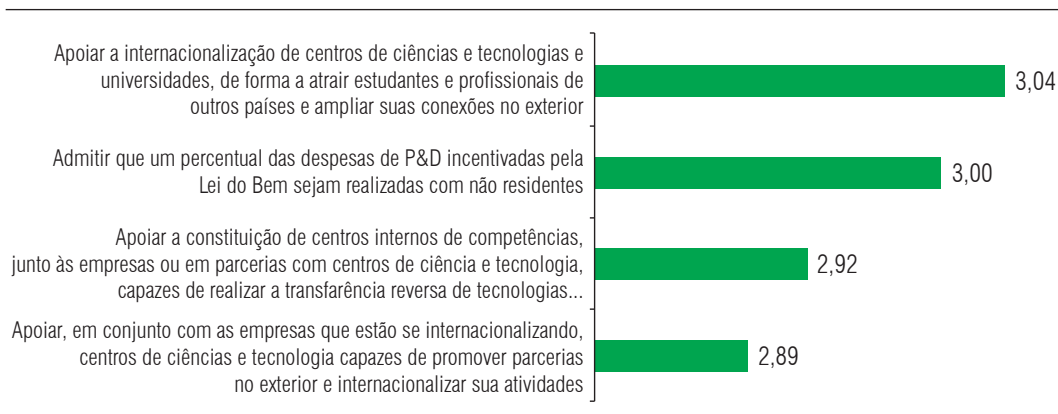 Apoiar a internacionalização de centros de ciências e tecnologias e
universidades, de forma a atrair estudantes e profissionais de
outros países e ampliar suas conexões no exterior
3,04
Admitir que um percentual das despesas de P&D incentivadas pela
Lei do Bem sejam realizadas com não residentes
3,00
Apoiar a constituição de centros internos de competências,
junto às empresas ou em parcerias com centros de ciência e tecnologia,
capazes de realizar a transfarência reversa de tecnologias...
2,92
Apoiar, em conjunto com as empresas que estão se internacionalizando,
centros de ciências e tecnologia capazes de promover parcerias
no exterior e internacionalizar sua atividades
2,89